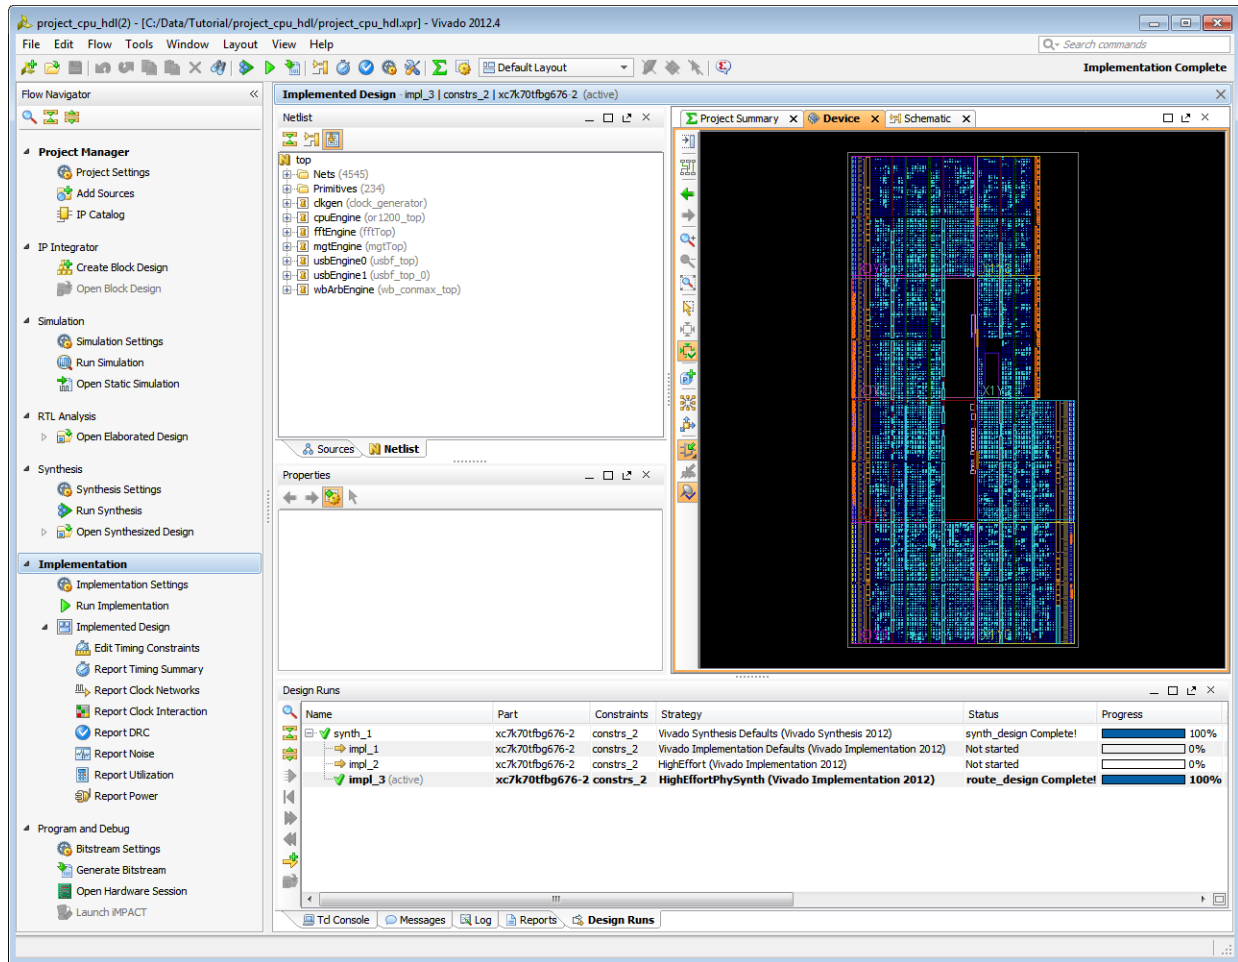 project_cpu_hdl(2) - [C:/Data/Tutorial/project_cpu_hdl/project_cpu_hdl.xpr] - Vivado 2012.4
File Edit Flow Tools Window Layout View Help
Search commands
Default Layout
Implementation Complete
Flow Navigator
Project Manager
Project Settings
Add Sources
IP Catalog
IP Integrator
Create Block Design
Open Block Design
Simulation
Simulation Settings
Run Simulation
Open Static Simulation
RTL Analysis
Open Elaborated Design
Synthesis
Synthesis Settings
Run Synthesis
Open Synthesized Design
Implementation
Implementation Settings
Run Implementation
Implemented Design
Edit Timing Constraints
Report Timing Summary
Report Clock Networks
Report Clock Interaction
Report DRC
Report Noise
Report Utilization
Report Power
Program and Debug
Bitstream Settings
Generate Bitstream
Open Hardware Session
Launch iMPACT
Implemented Design - impl_3 | constrs_2 | xc7k70tfbg676-2 (active)
Netlist
top
Nets (4545)
Primitives (234)
clkgen (clock_generator)
cpuEngine (or1200_top)
fftEngine (fftTop)
mgtEngine (mgtTop)
usbEngine0 (usbf_top)
usbEngine1 (usbf_top_0)
wbArbEngine (wb_conmax_top)
Sources Netlist
Properties
Project Summary Device Schematic
Design Runs
Name Part Constraints Strategy Status Progress
synth_1 xc7k70tfbg676-2 constrs_2 Vivado Synthesis Defaults (Vivado Synthesis 2012) synth_design Complete! 100%
impl_1 xc7k70tfbg676-2 constrs_2 Vivado Implementation Defaults (Vivado Implementation 2012) Not started 0%
impl_2 xc7k70tfbg676-2 constrs_2 HighEffort (Vivado Implementation 2012) Not started 0%
impl_3 (active) xc7k70tfbg676-2 constrs_2 HighEffortPhySynth (Vivado Implementation 2012) route_design Complete! 100%
Tcl Console Messages Log Reports Design Runs